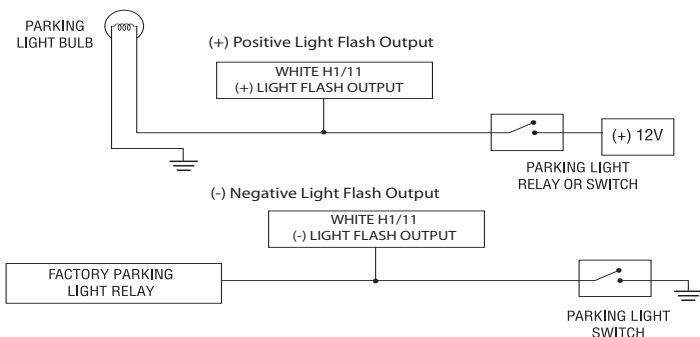 PARKING
LIGHT BULB
(+) Positive Light Flash Output
WHITE H1/11
(+) LIGHT FLASH OUTPUT
(+) 12V
PARKING LIGHT
RELAY OR SWITCH
(-) Negative Light Flash Output
WHITE H1/11
(-) LIGHT FLASH OUTPUT
FACTORY PARKING
LIGHT RELAY
PARKING LIGHT
SWITCH